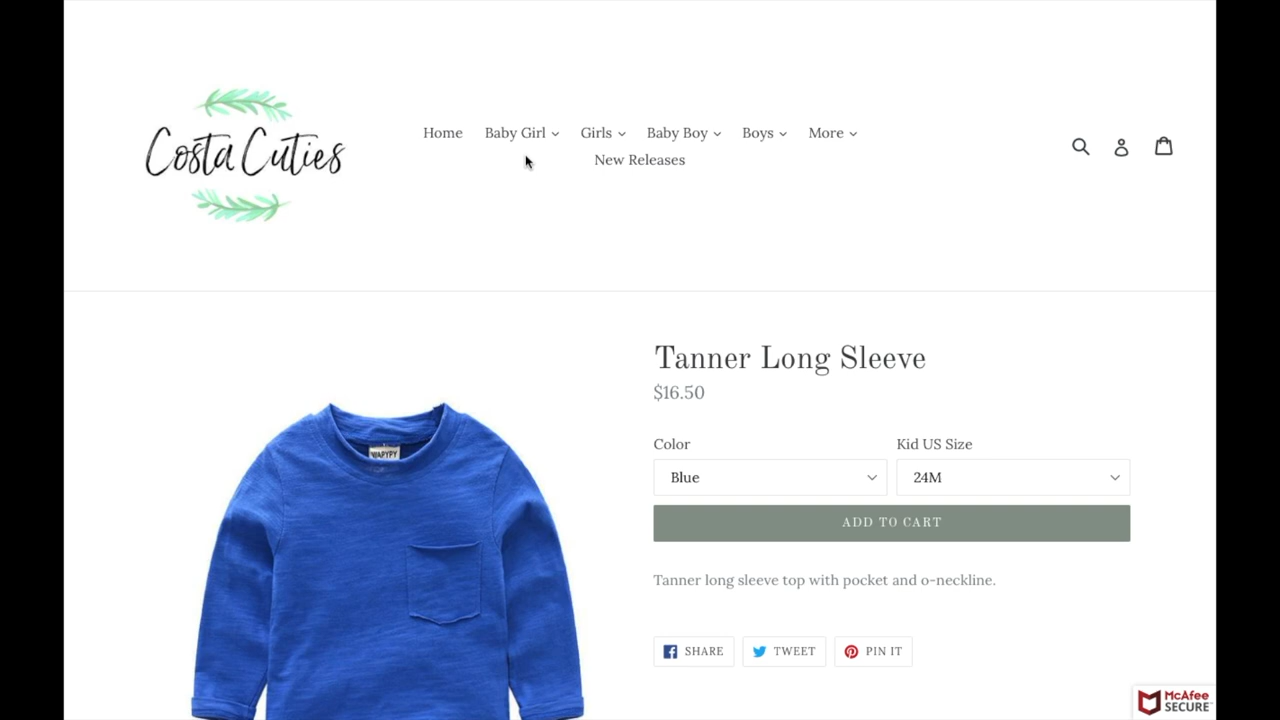 Costa Cuties
Home Baby Girl Girls Baby Boy Boys More
New Releases
Tanner Long Sleeve
$16.50
Color Kid US Size
Blue 24M
ADD TO CART
Tanner long sleeve top with pocket and o-neckline.
SHARE TWEET PIN IT
McAfee
SECURE